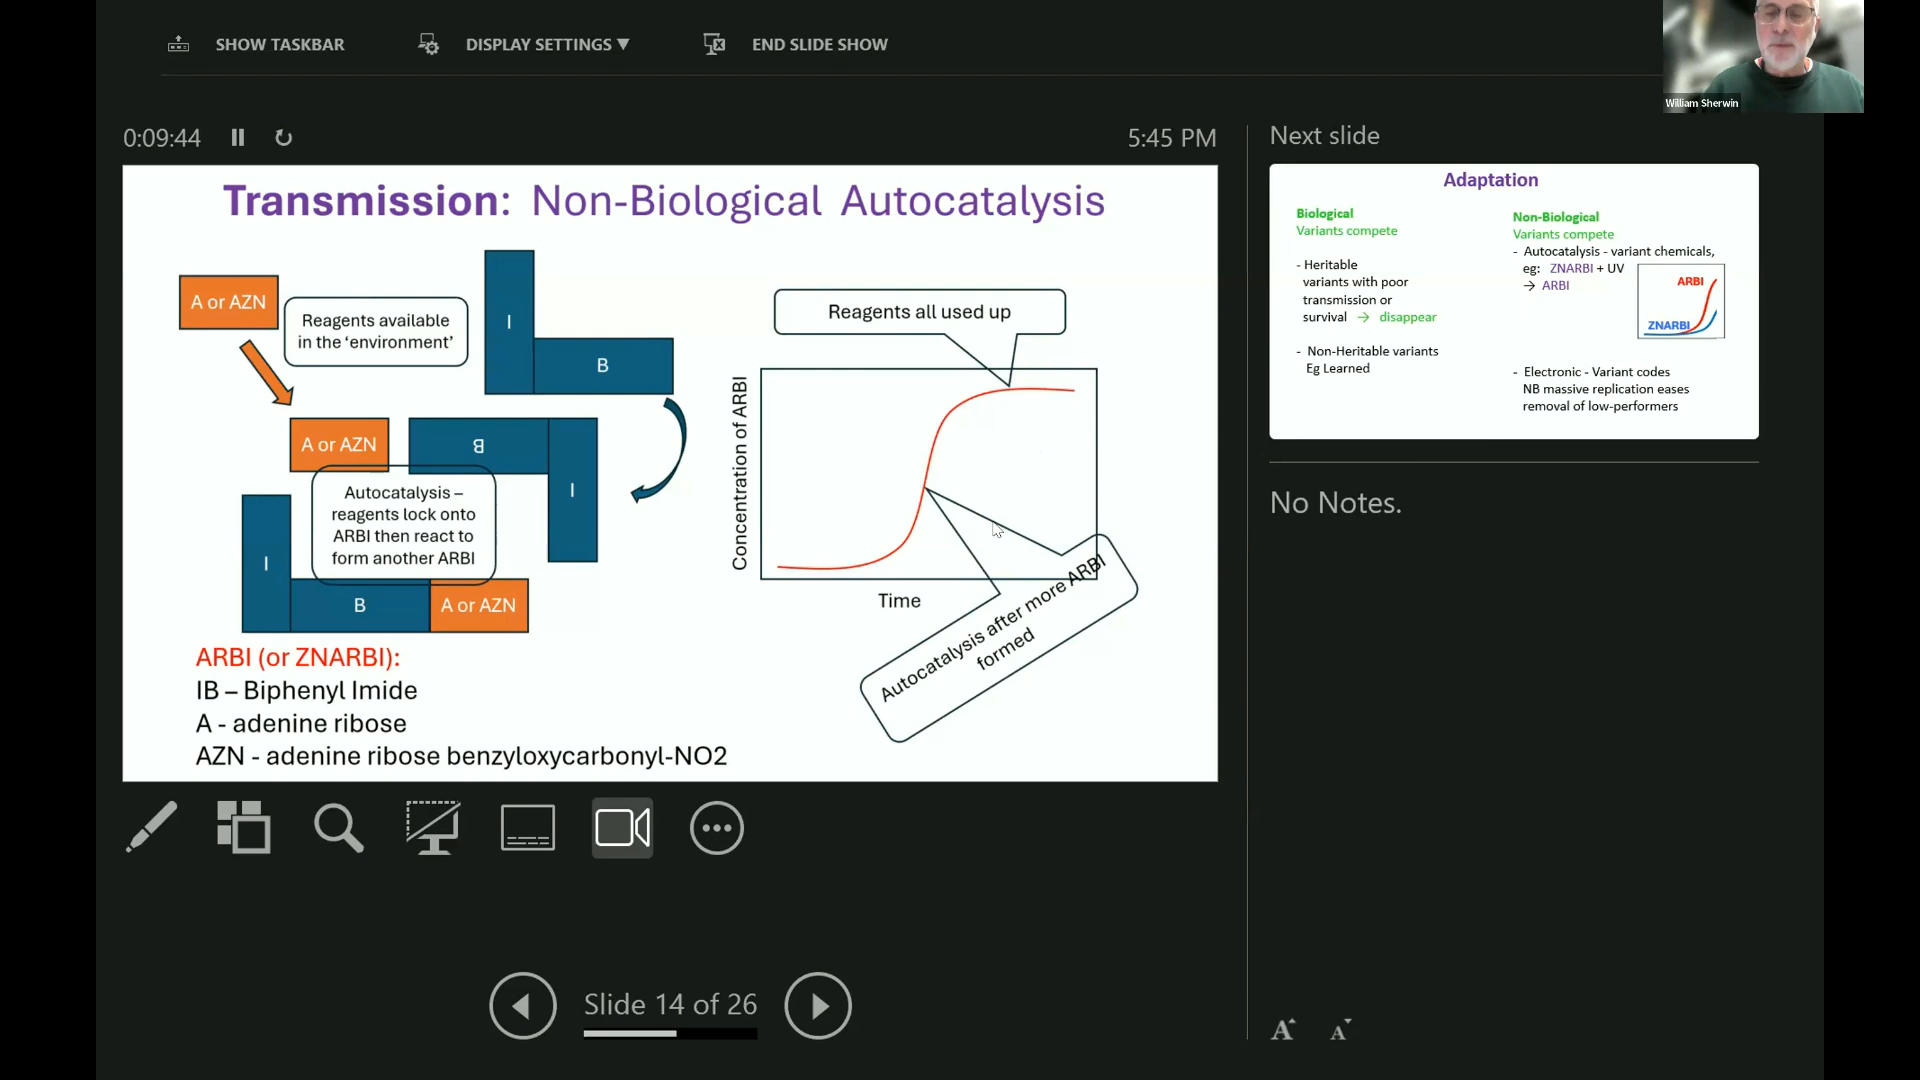 SHOW TASKBAR
DISPLAY SETTINGS ▼
END SLIDE SHOW
William Sherwin
0:09:44
5:45 PM
Transmission: Non-Biological Autocatalysis
A or AZN
Reagents available
in the ‘environment’
I
B
A or AZN
B
I
Autocatalysis –
reagents lock onto
ARBI then react to
form another ARBI
I
B
A or AZN
ARBI (or ZNARBI):
IB – Biphenyl Imide
A - adenine ribose
AZN - adenine ribose benzyloxycarbonyl-NO2
Reagents all used up
Concentration of ARBI
Time
Autocatalysis after more ARBI
formed
Next slide
Adaptation
Biological
Variants compete
- Heritable
variants with poor
transmission or
survival → disappear
- Non-Heritable variants
Eg Learned
Non-Biological
Variants compete
- Autocatalysis - variant chemicals,
eg: ZNARBI + UV
→ ARBI
ARBI
ZNARBI
- Electronic - Variant codes
NB massive replication eases
removal of low-performers
No Notes.
Slide 14 of 26
A A